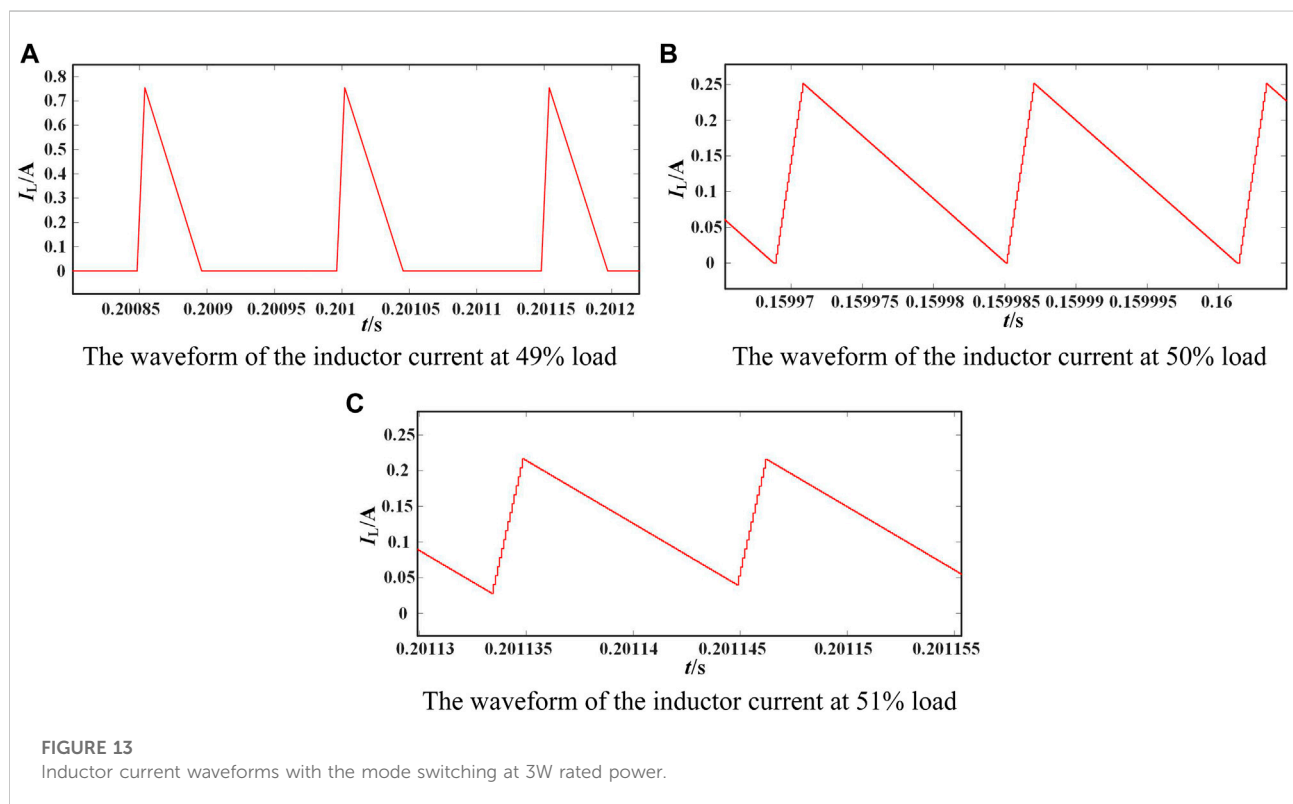 A
I_L/A
0.8
0.7
0.6
0.5
0.4
0.3
0.2
0.1
0
0.20085 0.2009 0.20095 0.201 0.20105 0.2011 0.20115 0.2012
t/s
The waveform of the inductor current at 49% load
B
I_L/A
0.25
0.2
0.15
0.1
0.05
0
0.15997 0.159975 0.15998 0.159985 0.15999 0.159995 0.16
t/s
The waveform of the inductor current at 50% load
C
I_L/A
0.25
0.2
0.15
0.1
0.05
0
0.20113 0.201135 0.20114 0.201145 0.20115 0.201155
t/s
The waveform of the inductor current at 51% load
FIGURE 13
Inductor current waveforms with the mode switching at 3W rated power.